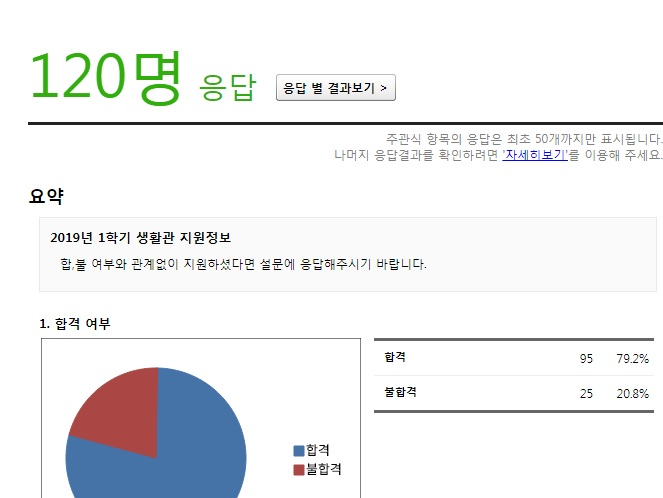 120명 응답 응답 별 결과보기 >
주관식 항목의 응답은 최초 50개까지만 표시됩니다.
나머지 응답결과를 확인하려면 '자세히보기'를 이용해 주세요.
요약
2019년 1학기 생활관 지원정보
합,불 여부와 관계없이 지원하셨다면 설문에 응답해주시기 바랍니다.
1. 합격 여부
합격 95 79.2%
불합격 25 20.8%
합격
불합격